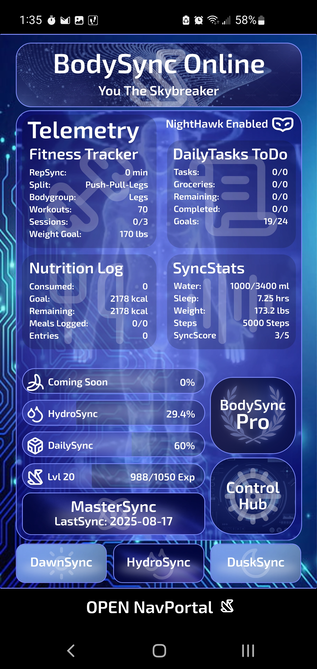 1:35
58%
BodySync Online
You The Skybreaker
Telemetry
NightHawk Enabled
Fitness Tracker
RepSync: 0 min
Split: Push-Pull-Legs
Bodygroup: Legs
Workouts: 70
Sessions: 0/3
Weight Goal: 170 lbs
DailyTasks ToDo
Tasks: 0/0
Groceries: 0/0
Remaining: 0/0
Completed: 0/0
Goals: 19/24
Nutrition Log
Consumed: 0
Goal: 2178 kcal
Remaining: 2178 kcal
Meals Logged: 0/0
Entries 0
SyncStats
Water: 1000/3400 ml
Sleep: 7.25 hrs
Weight: 173.2 lbs
Steps 5000 Steps
SyncScore 3/5
Coming Soon 0%
HydroSync 29.4%
DailySync 60%
Lvl 20 988/1050 Exp
BodySync
Pro
Control
Hub
MasterSync
LastSync: 2025-08-17
DawnSync
HydroSync
DuskSync
OPEN NavPortal